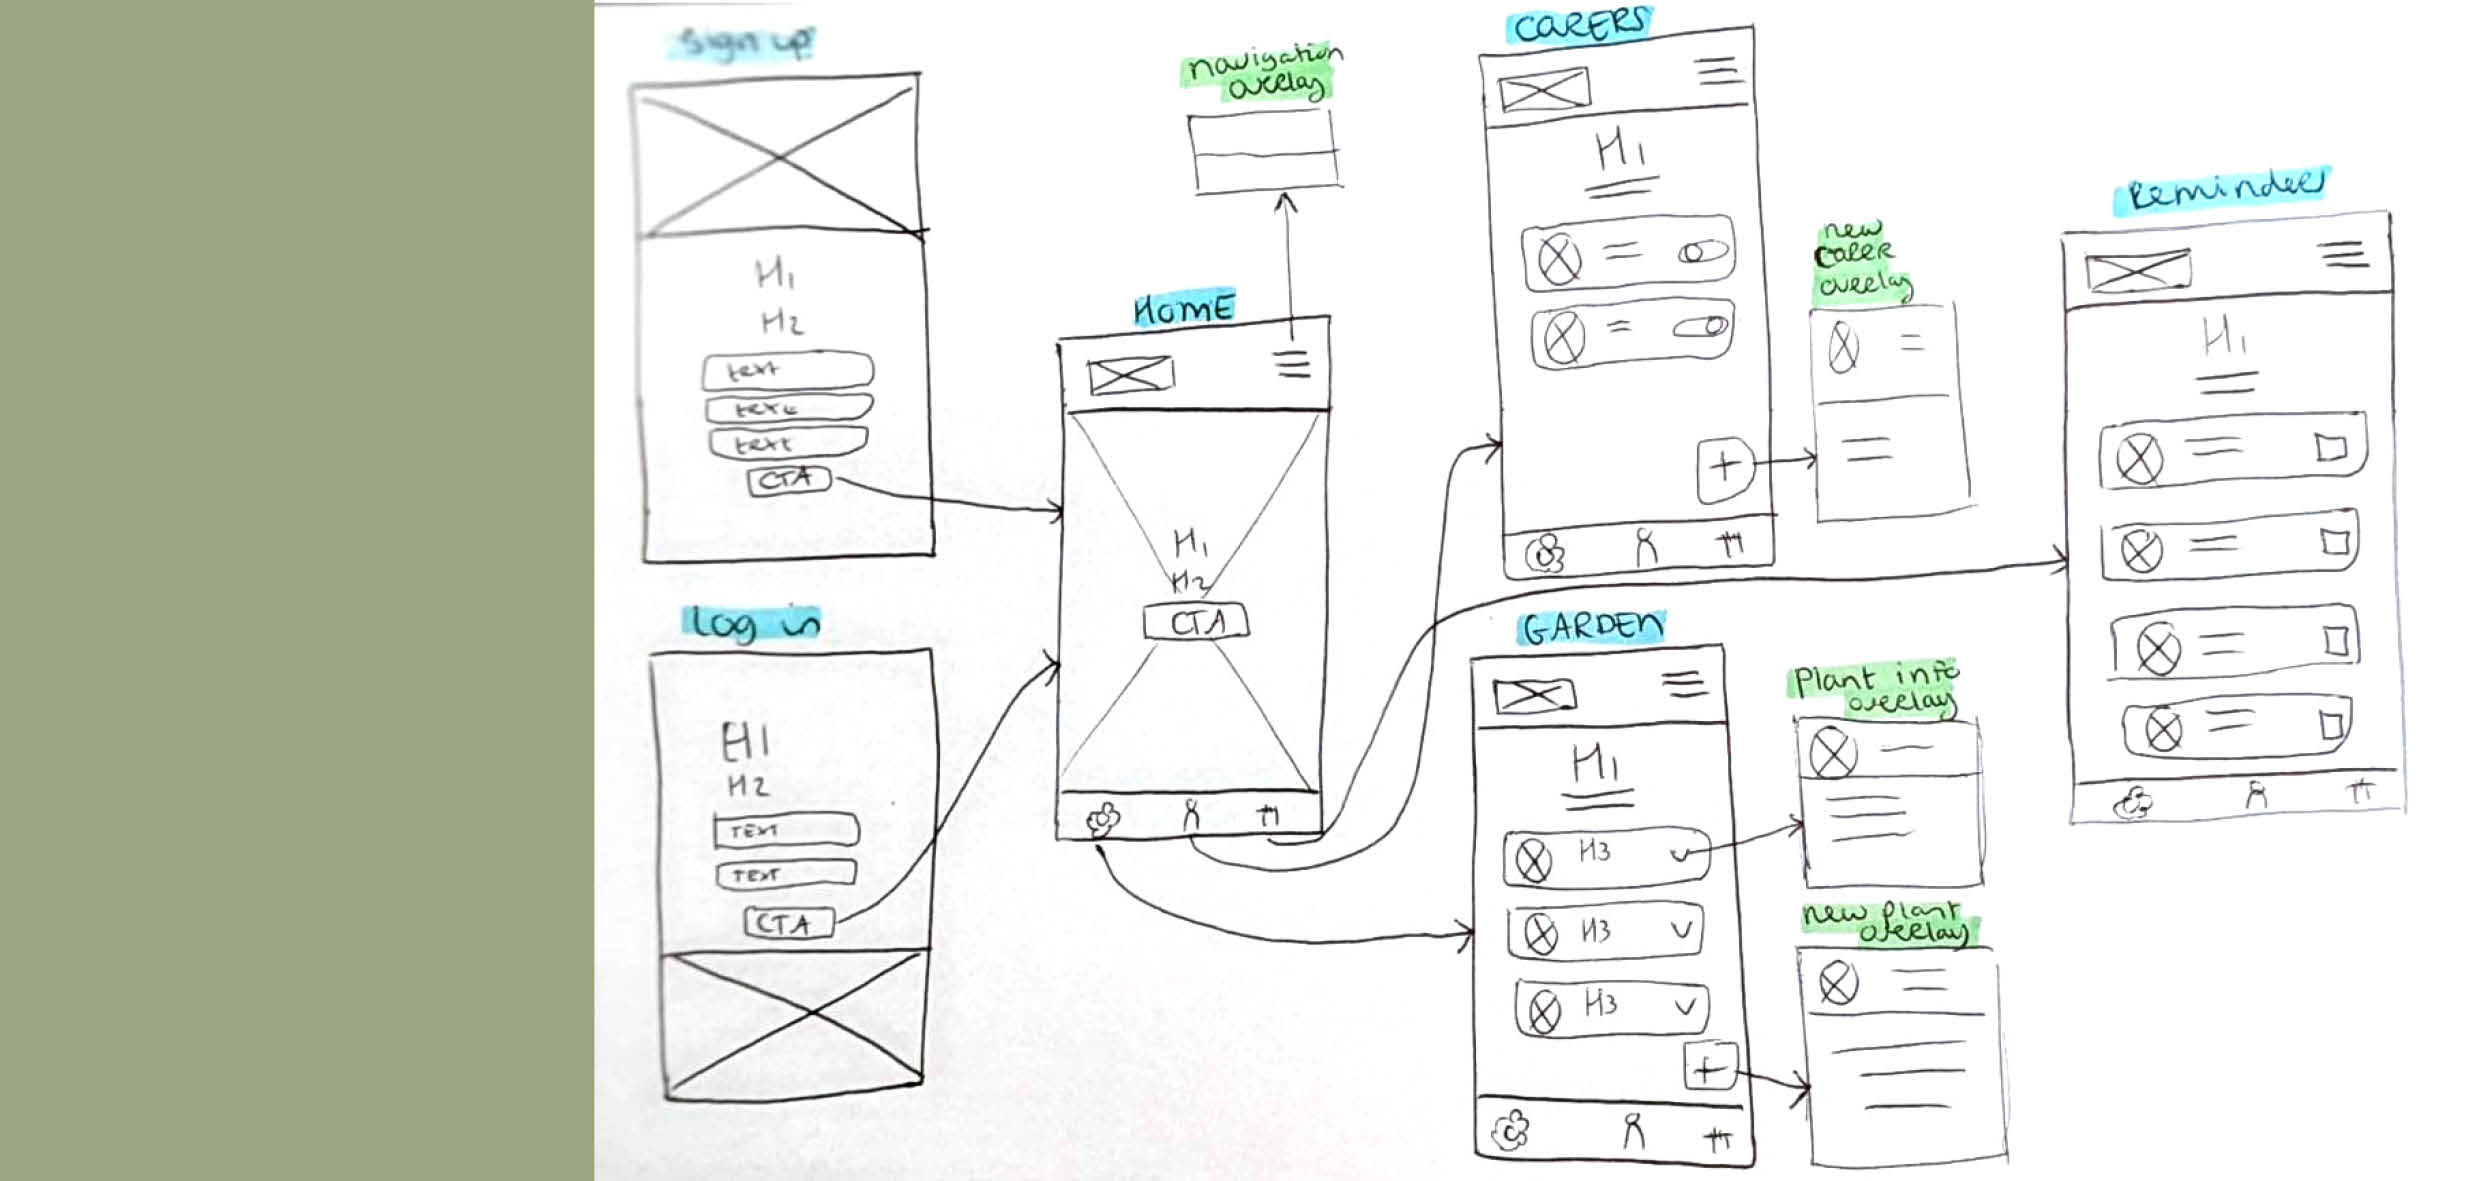 Sign up
H1
H2
text
text
text
CTA
Log in
H1
H2
TEXT
TEXT
CTA
navigation
overlay
HOME
H1
H2
CTA
CARERS
H1
+
new
carer
overlay
GARDEN
H1
H3
H3
H3
+
Plant info
overlay
new plant
overlay
Reminders
H1